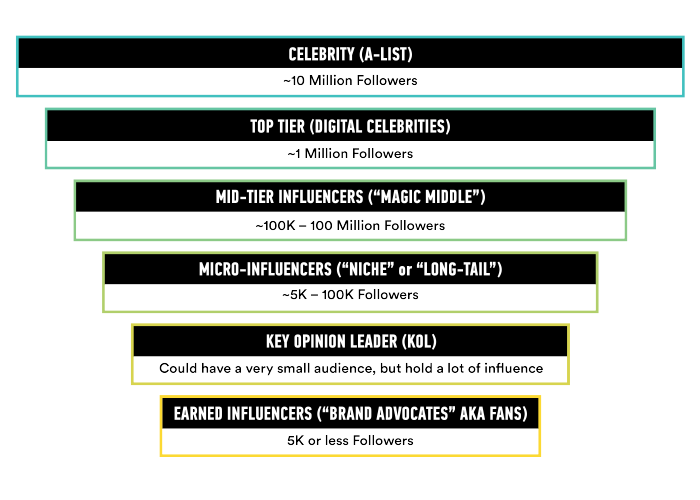 CELEBRITY (A-LIST)
~10 Million Followers
TOP TIER (DIGITAL CELEBRITIES)
~1 Million Followers
MID-TIER INFLUENCERS (“MAGIC MIDDLE”)
~100K – 100 Million Followers
MICRO-INFLUENCERS (“NICHE” or “LONG-TAIL”)
~5K – 100K Followers
KEY OPINION LEADER (KOL)
Could have a very small audience, but hold a lot of influence
EARNED INFLUENCERS (“BRAND ADVOCATES” AKA FANS)
5K or less Followers